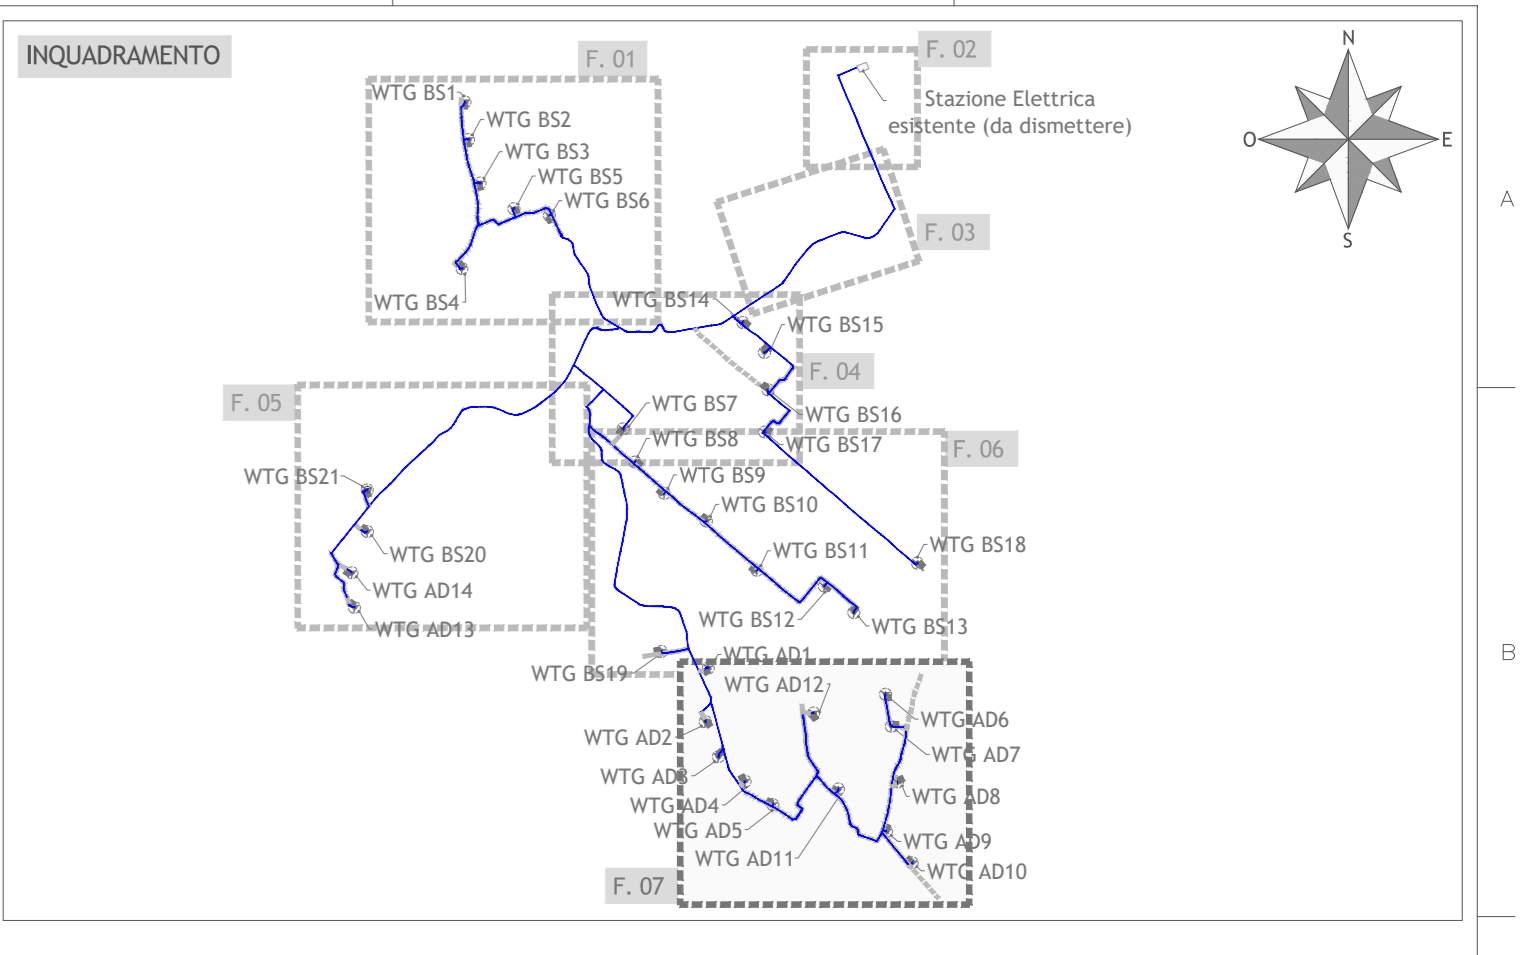 INQUADRAMENTO
F. 01
F. 02
N
WTG BS1
Stazione Elettrica
esistente (da dismettere)
WTG BS2
O
E
WTG BS3
WTG BS5
A
WTG BS6
F. 03
S
WTG BS4
WTG BS14
WTG BS15
F. 04
F. 05
WTG BS7
WTG BS16
WTG BS8
WTG BS17
F. 06
WTG BS21
WTG BS9
WTG BS10
WTG BS20
WTG BS11
WTG BS18
WTG AD14
WTG BS12
WTG BS13
WTG AD13
WTG AD1
B
WTG BS19
WTG AD12
WTG AD6
WTG AD2
WTG AD7
WTG AD3
WTG AD8
WTG AD4
WTG AD5
WTG AD9
WTG AD11
WTG AD10
F. 07